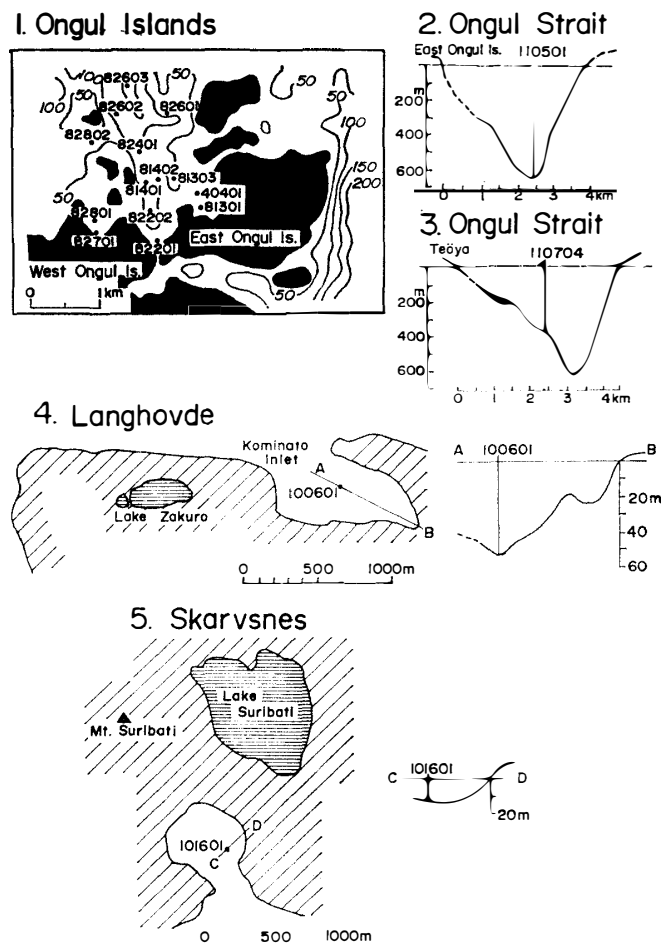 1. Ongul Islands
100
82603
50
50
100
82602
82601
50
82802
82401
100
81402
81303
150
50
81401
40401
200
82801
82202
81301
82701
82201
East Ongul Is.
West Ongul Is.
50
0 1km
2. Ongul Strait
East Ongul Is. 110501
m
200
400
600
0 1 2 3 4km
3. Ongul Strait
Teöya 110704
m
200
400
600
0 1 2 3 4km
4. Langhovde
Kominato
Inlet
A
100601
B
Lake Zakuro
0 500 1000m
A 100601 B
20m
40
60
5. Skarvsnes
Lake
Suribati
Mt. Suribati
D
101601
C
0 500 1000m
101601
C D
20m